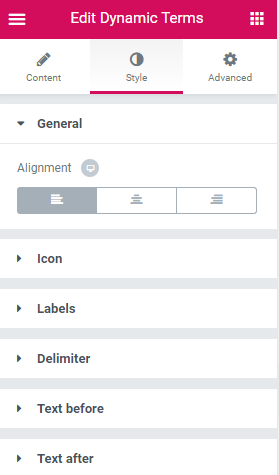 Edit Dynamic Terms
Content Style Advanced
General
Alignment
Icon
Labels
Delimiter
Text before
Text after